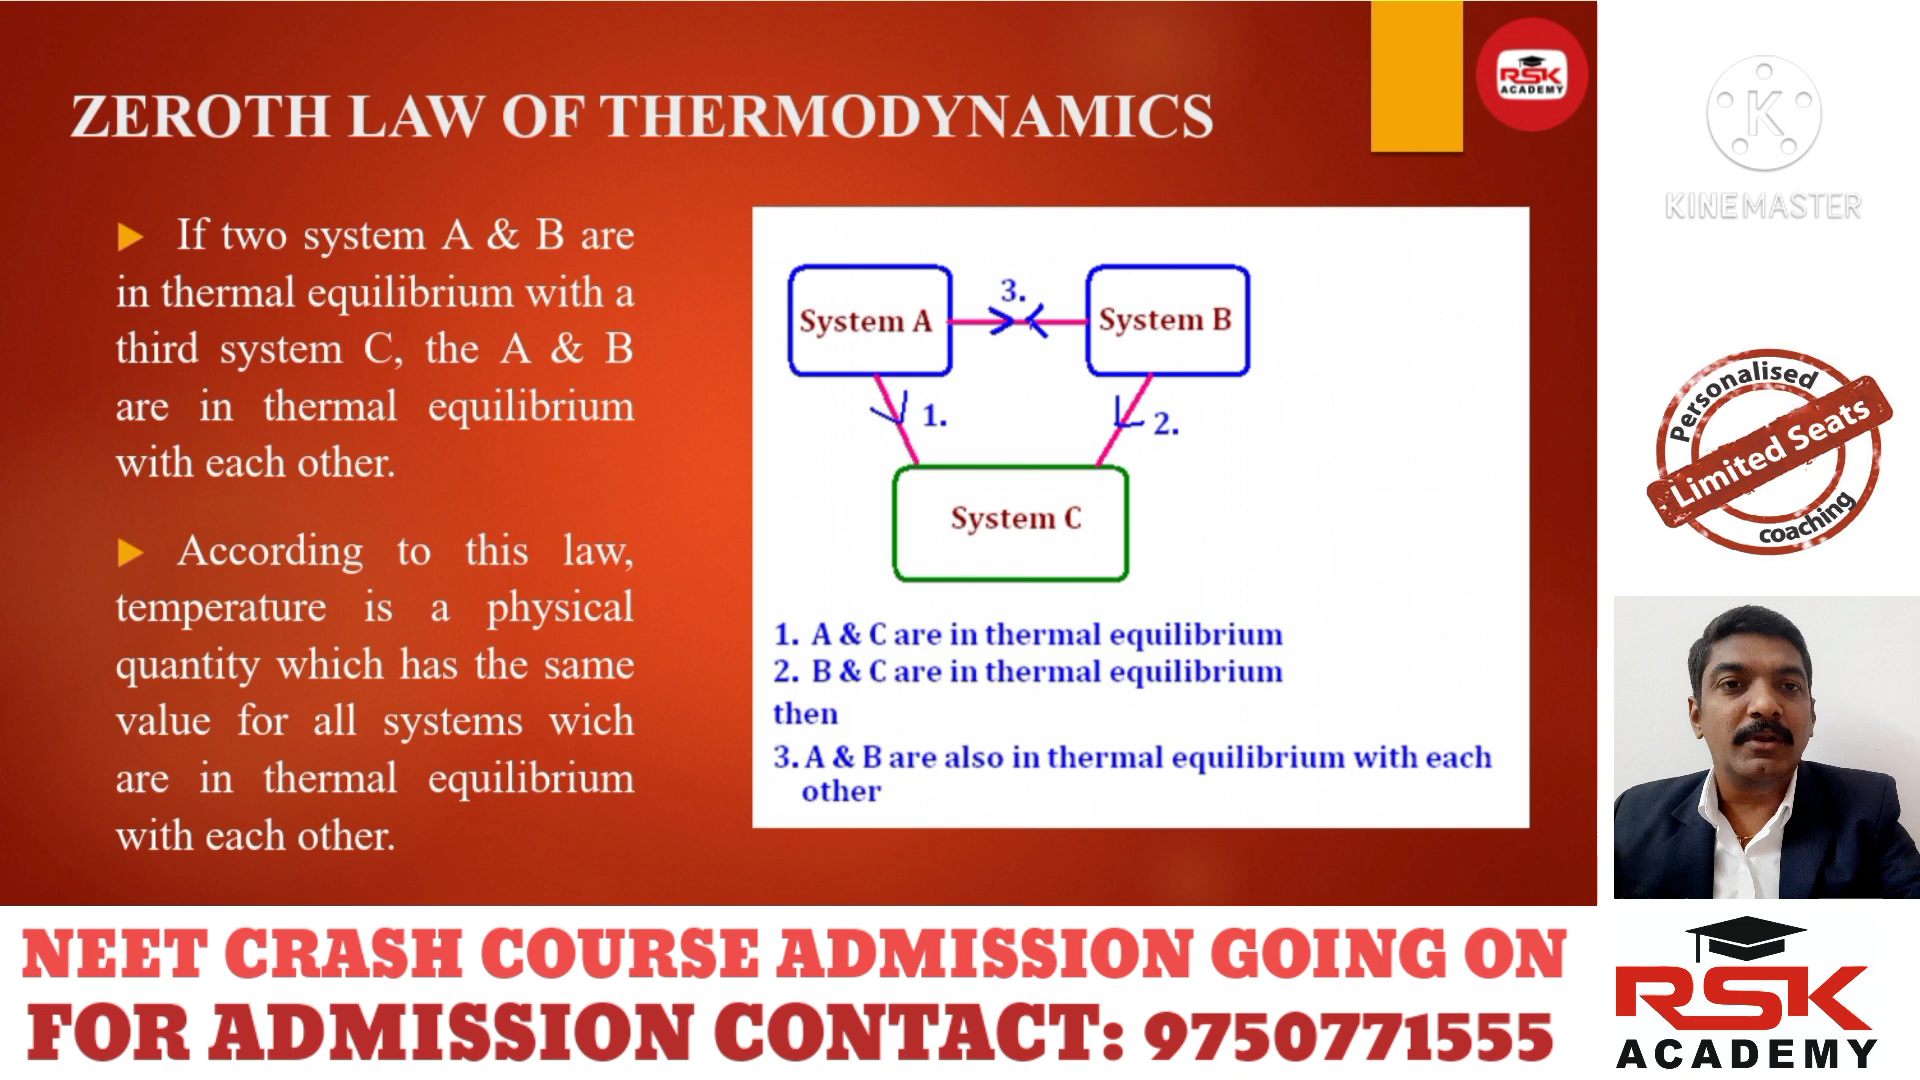 ZEROTH LAW OF THERMODYNAMICS
RSK
ACADEMY
K
KINEMASTER
If two system A & B are
in thermal equilibrium with a
third system C, the A & B
are in thermal equilibrium
with each other.
According to this law,
temperature is a physical
quantity which has the same
value for all systems wich
are in thermal equilibrium
with each other.
3.
System A
System B
1.
2.
System C
1. A & C are in thermal equilibrium
2. B & C are in thermal equilibrium
then
3. A & B are also in thermal equilibrium with each
other
Personalised
Limited Seats
coaching
NEET CRASH COURSE ADMISSION GOING ON
FOR ADMISSION CONTACT: 9750771555
RSK
ACADEMY